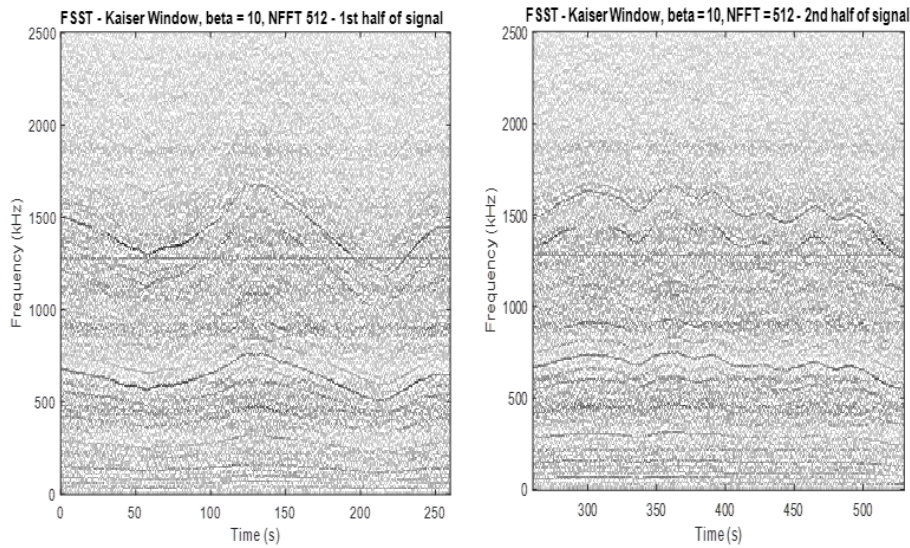 FSST - Kaiser Window, beta = 10, NFFT 512 - 1st half of signal
2500
2000
1500
1000
500
0
Frequency (kHz)
0 50 100 150 200 250
Time (s)
FSST - Kaiser Window, beta = 10, NFFT = 512 - 2nd half of signal
2500
2000
1500
1000
500
0
Frequency (kHz)
300 350 400 450 500
Time (s)